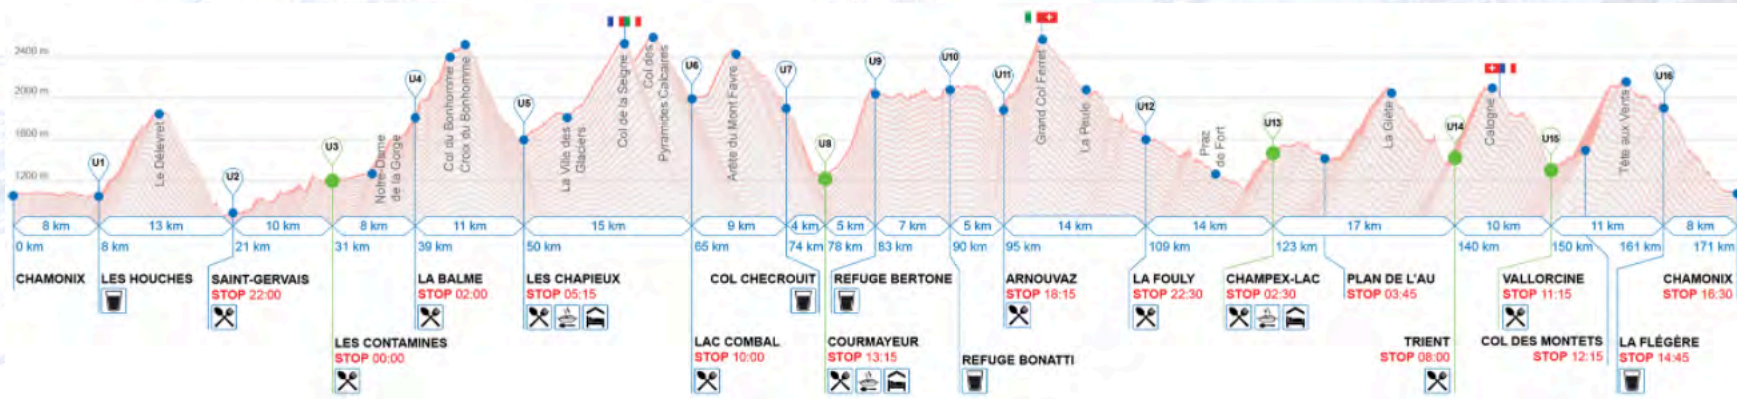 2400 m
2000 m
1600 m
1200 m
U1
Le Délevret
U2
U3
Notre-Dame
de la Gorge
U4
Col du Bonhomme
Croix du Bonhomme
U5
La Ville des
Glaciers
Col de la Seigne
Col des
Pyramides Calcaires
U6
Arête du Mont Favre
U7
U8
U9
U10
U11
Grand Col Ferret
La Peule
U12
Praz
de Fort
U13
La Giète
U14
Catogne
U15
Tête aux Vents
U16
8 km
13 km
10 km
8 km
11 km
15 km
9 km
4 km
5 km
7 km
5 km
14 km
14 km
17 km
10 km
11 km
8 km
0 km
8 km
21 km
31 km
39 km
50 km
65 km
74 km
78 km
83 km
90 km
95 km
109 km
123 km
140 km
150 km
161 km
171 km
CHAMONIX
LES HOUCHES
SAINT-GERVAIS
STOP 22:00
LES CONTAMINES
STOP 00:00
LA BALME
STOP 02:00
LES CHAPIEUX
STOP 05:15
LAC COMBAL
STOP 10:00
COL CHECROUIT
COURMAYEUR
STOP 13:15
REFUGE BERTONE
REFUGE BONATTI
ARNOUVAZ
STOP 18:15
LA FOULY
STOP 22:30
CHAMPEX-LAC
STOP 02:30
PLAN DE L'AU
STOP 03:45
TRIENT
STOP 08:00
VALLORCINE
STOP 11:15
COL DES MONTETS
STOP 12:15
LA FLÉGÈRE
STOP 14:45
CHAMONIX
STOP 16:30